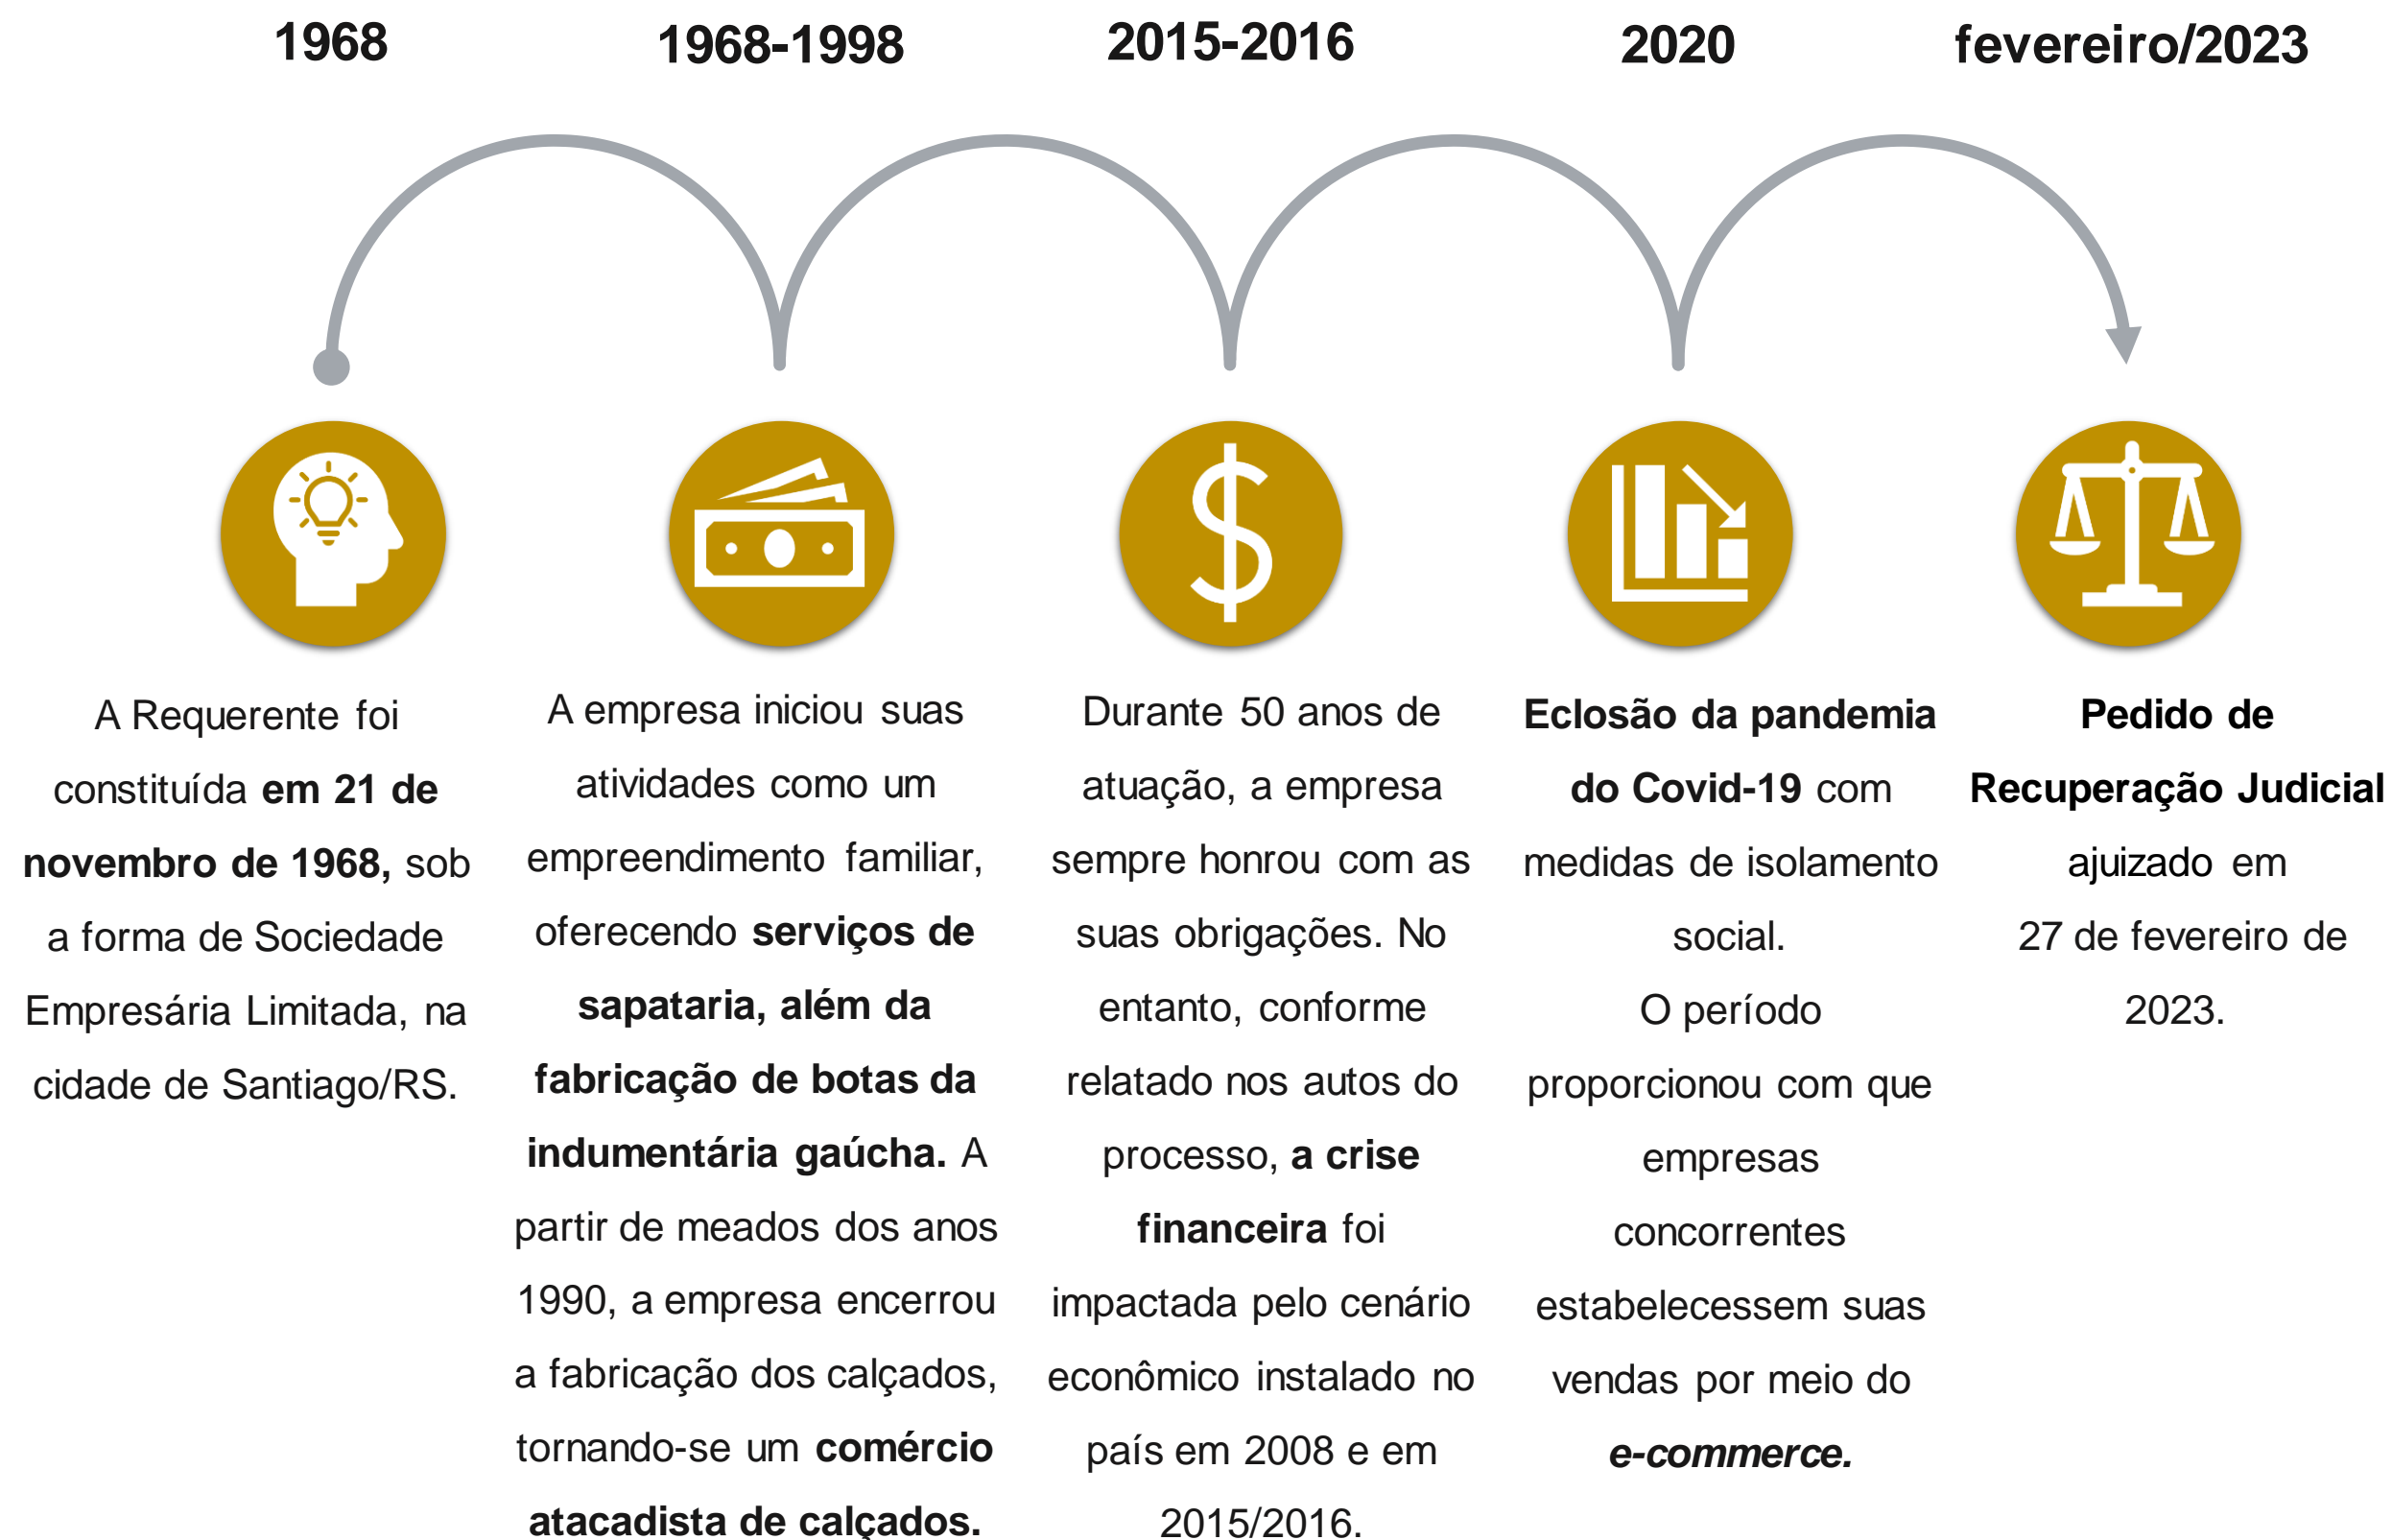 1968
A Requerente foi
constituída em 21 de
novembro de 1968, sob
a forma de Sociedade
Empresária Limitada, na
cidade de Santiago/RS.
1968-1998
A empresa iniciou suas
atividades como um
empreendimento familiar,
oferecendo serviços de
sapataria, além da
fabricação de botas da
indumentária gaúcha. A
partir de meados dos anos
1990, a empresa encerrou
a fabricação dos calçados,
tornando-se um comércio
atacadista de calçados.
2015-2016
Durante 50 anos de
atuação, a empresa
sempre honrou com as
suas obrigações. No
entanto, conforme
relatado nos autos do
processo, a crise
financeira foi
impactada pelo cenário
econômico instalado no
país em 2008 e em
2015/2016.
2020
Eclosão da pandemia
do Covid-19 com
medidas de isolamento
social.
O período
proporcionou com que
empresas
concorrentes
estabelecessem suas
vendas por meio do
e-commerce.
fevereiro/2023
Pedido de
Recuperação Judicial
ajuizado em
27 de fevereiro de
2023.